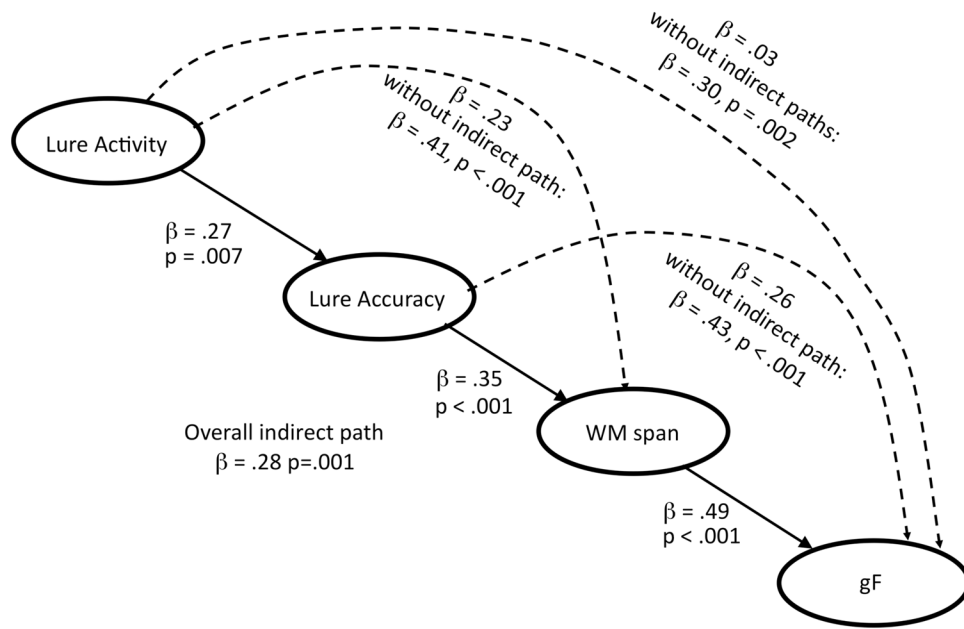 β = .03
without indirect paths:
β = .30, p = .002
β = .23
without indirect path:
β = .41, p < .001
Lure Activity
β = .27
p = .007
β = .26
without indirect path:
β = .43, p < .001
Lure Accuracy
β = .35
p < .001
Overall indirect path
β = .28 p=.001
WM span
β = .49
p < .001
gF